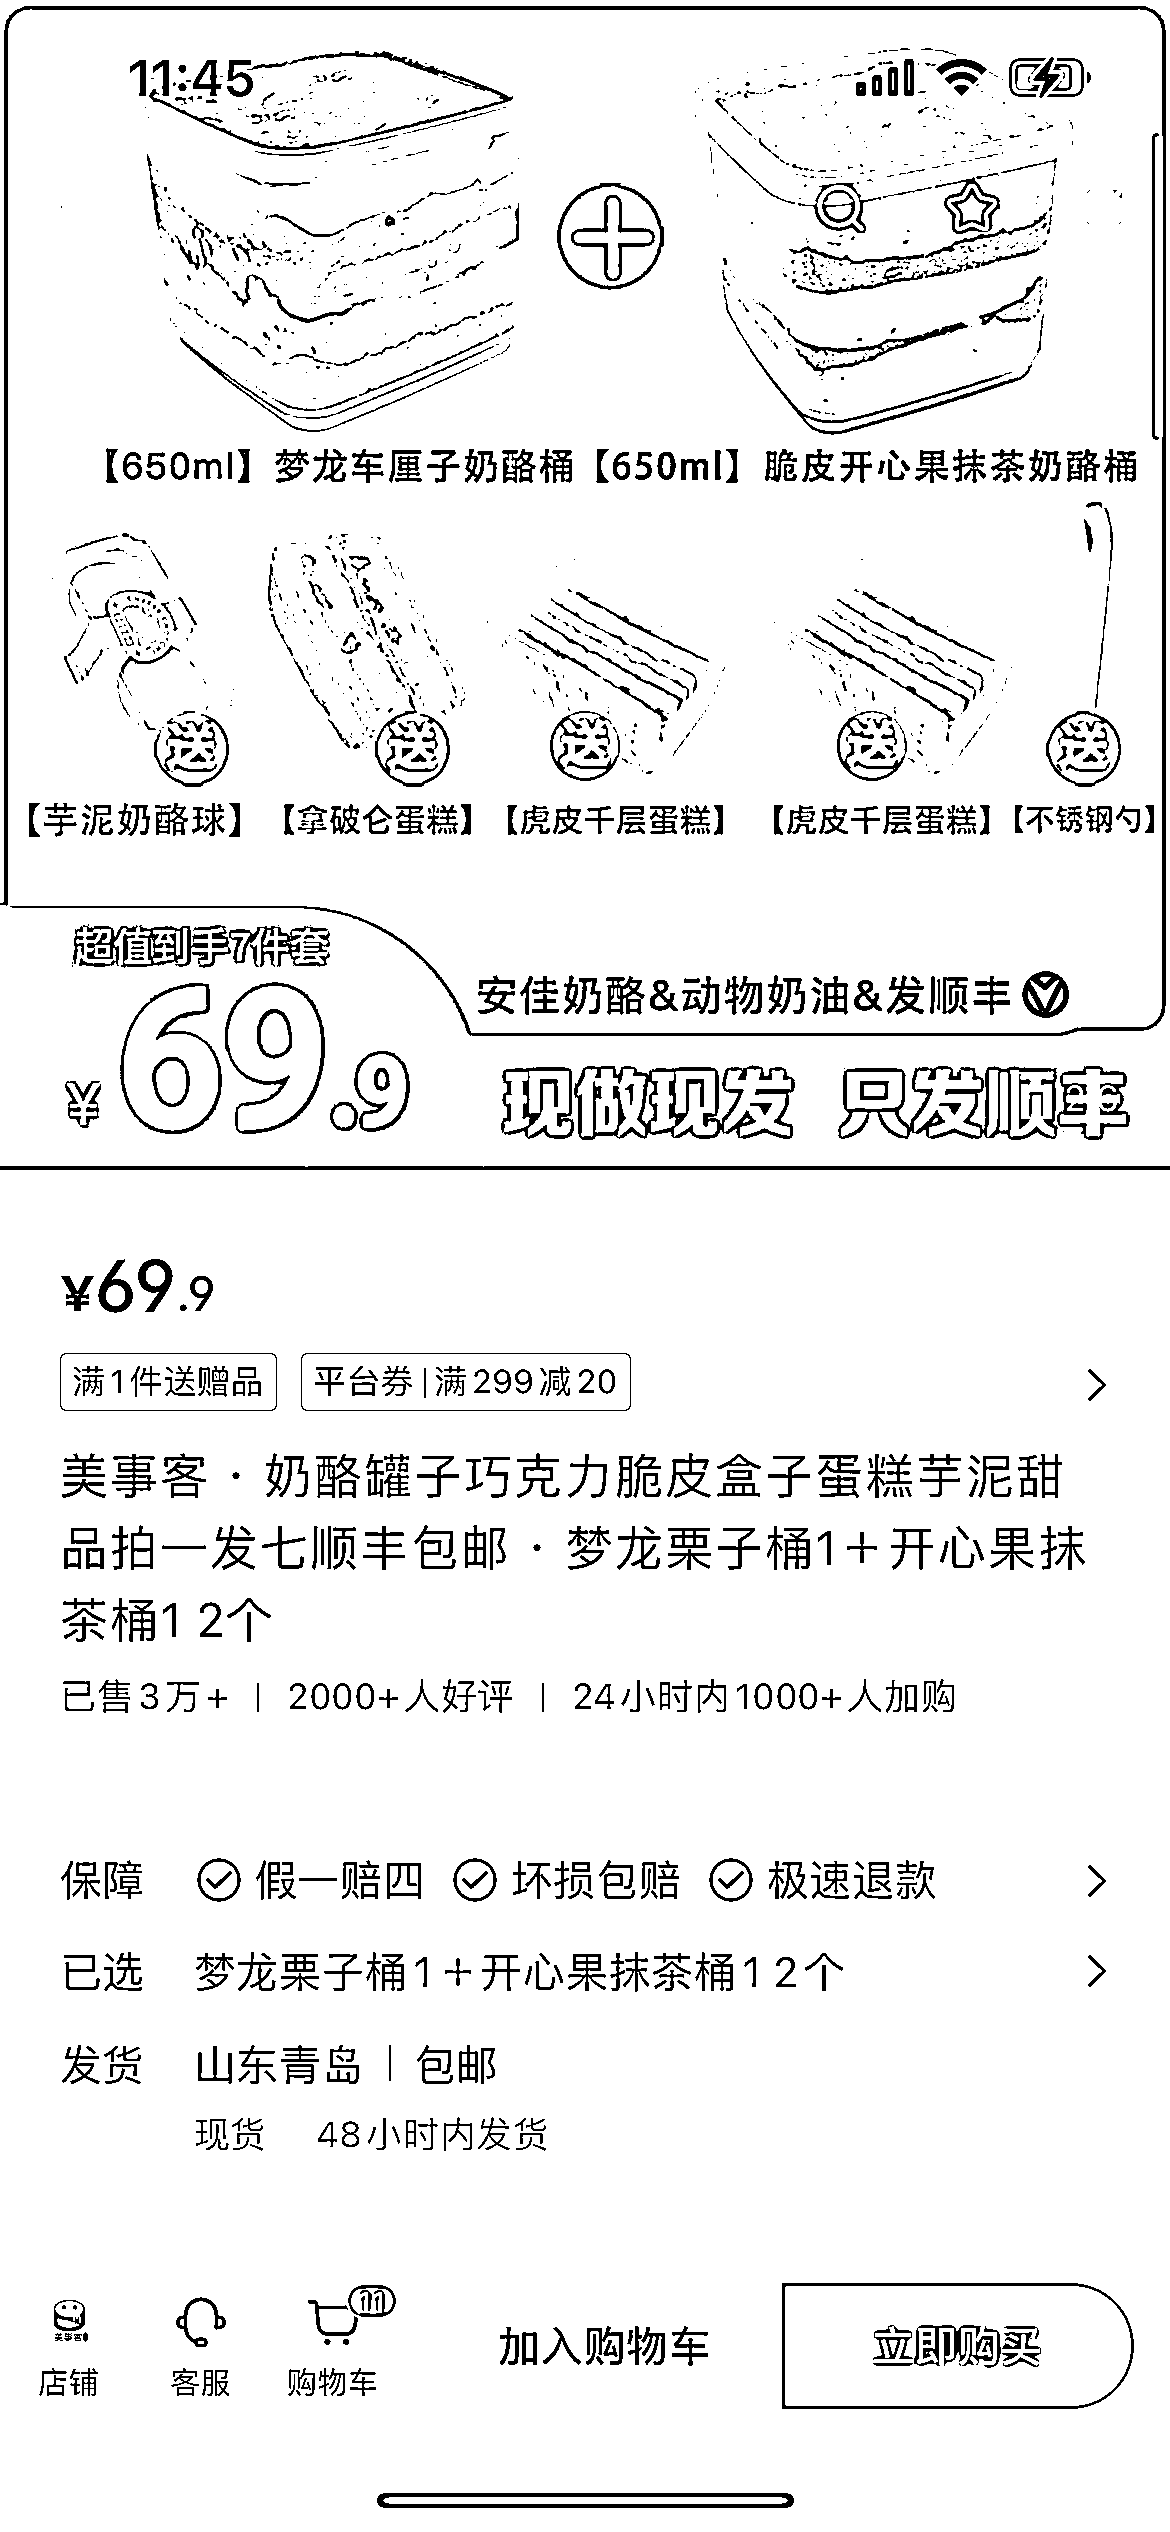 11:45
【650ml】梦龙车厘子奶酪桶【650ml】脆皮开心果抹茶奶酪桶
送 送 送 送 送
【芋泥奶酪球】【拿破仑蛋糕】【虎皮千层蛋糕】【虎皮千层蛋糕】【不锈钢勺】
超值到手7件套
¥69.9
安佳奶酪&动物奶油&发顺丰
现做现发 只发顺丰
¥69.9
满1件送赠品 平台券|满299减20
美事客·奶酪罐子巧克力脆皮盒子蛋糕芋泥甜
品拍一发七顺丰包邮·梦龙栗子桶1+开心果抹
茶桶1 2个
已售3万+ | 2000+人好评 | 24小时内1000+人加购
保障 假一赔四 坏损包赔 极速退款
已选 梦龙栗子桶1+开心果抹茶桶1 2个
发货 山东青岛 | 包邮
现货 48小时内发货
11
美事客
店铺 客服 购物车 加入购物车 立即购买